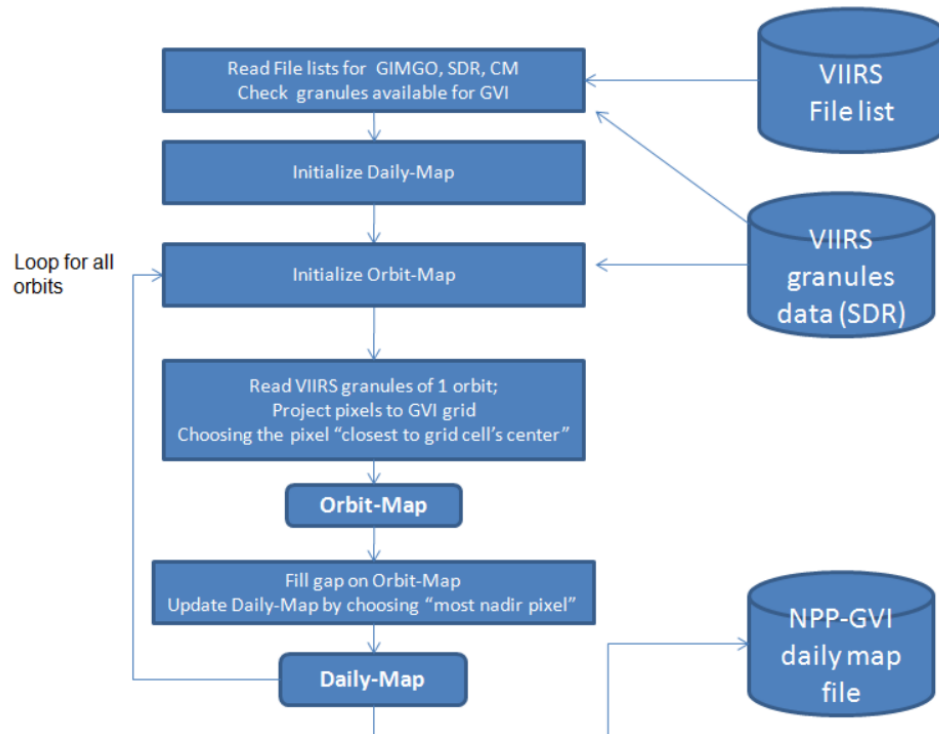 Read File lists for GIMGO, SDR, CM
Check granules available for GVI
VIIRS
File list
Initialize Daily-Map
Loop for all
orbits
Initialize Orbit-Map
VIIRS
granules
data (SDR)
Read VIIRS granules of 1 orbit;
Project pixels to GVI grid
Choosing the pixel “closest to grid cell’s center”
Orbit-Map
Fill gap on Orbit-Map
Update Daily-Map by choosing “most nadir pixel”
Daily-Map
NPP-GVI
daily map
file